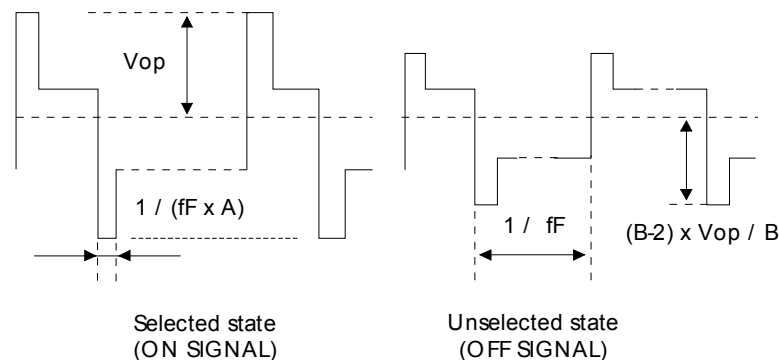 Vop
1 / (fF x A)
1 / fF
(B-2) x Vop / B
Selected state
(ON SIGNAL)
Unselected state
(OFF SIGNAL)